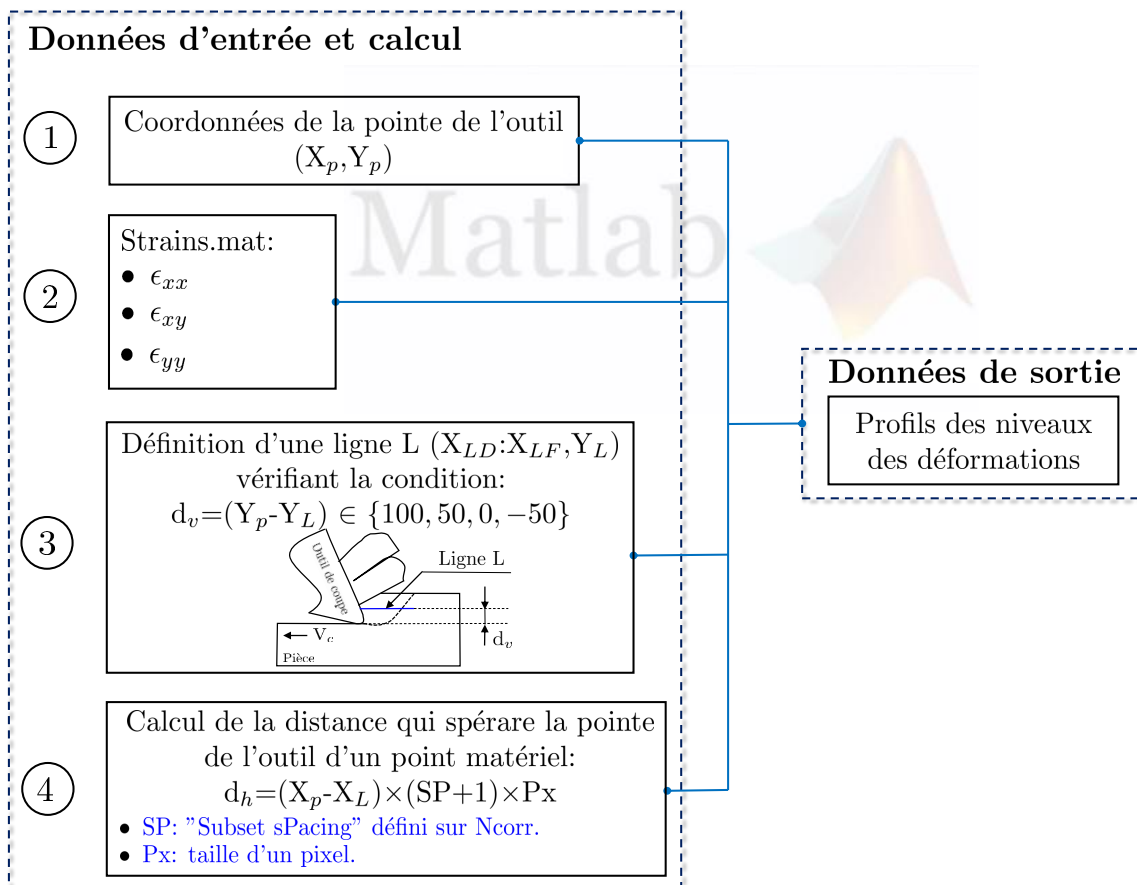 Données d'entrée et calcul
1
Coordonnées de la pointe de l'outil
(X_p,Y_p)
Matlab
2
Strains.mat:
• ϵ_xx
• ϵ_xy
• ϵ_yy
Données de sortie
Profils des niveaux
des déformations
3
Définition d'une ligne L (X_LD:X_LF,Y_L)
vérifiant la condition:
d_v=(Y_p-Y_L) ∈ {100, 50, 0, −50}
Outil de coupe
Ligne L
V_c
d_v
Pièce
4
Calcul de la distance qui spérare la pointe
de l'outil d'un point matériel:
d_h=(X_p-X_L)×(SP+1)×Px
• SP: "Subset sPacing" défini sur Ncorr.
• Px: taille d'un pixel.